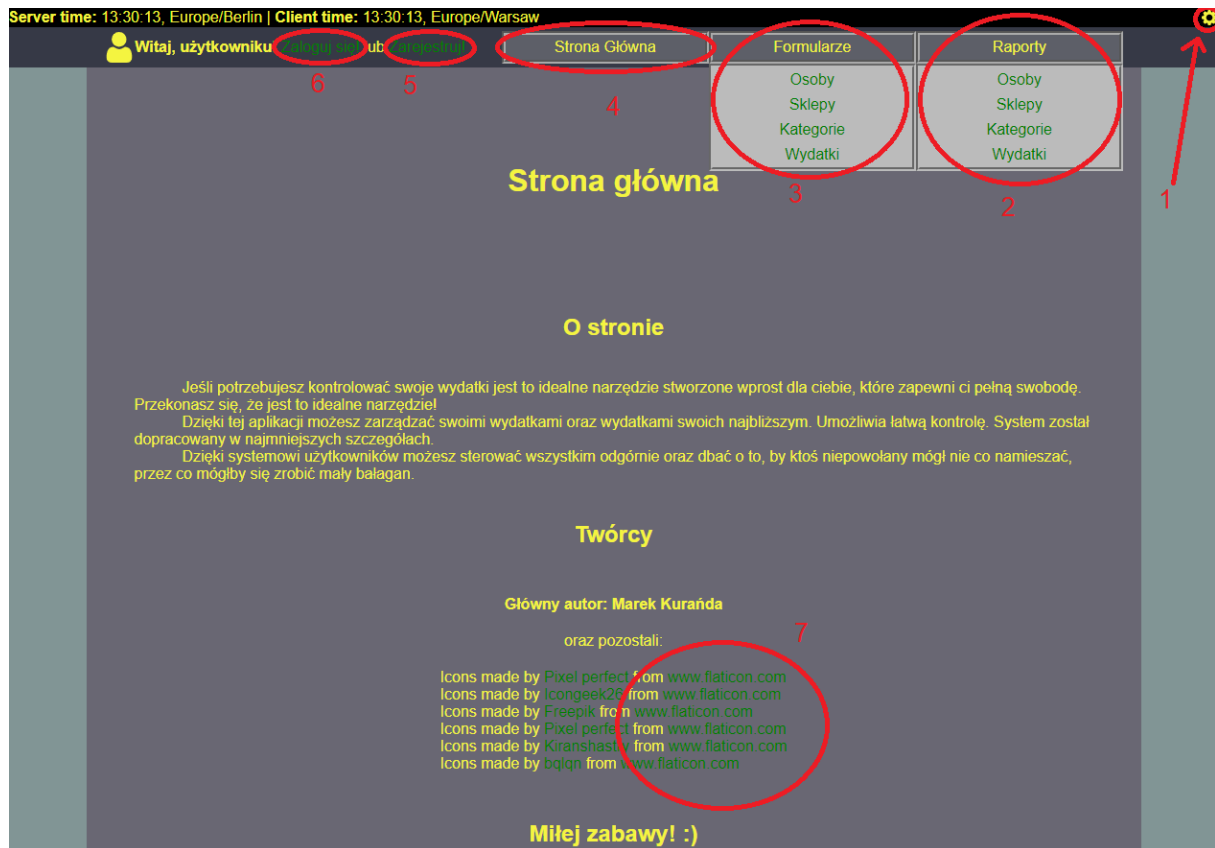 Server time: 13:30:13, Europe/Berlin | Client time: 13:30:13, Europe/Warsaw
Witaj, użytkowniku! Zaloguj się! lub Zarejestruj!
Strona Główna Formularze Raporty
Osoby Osoby
Sklepy Sklepy
Kategorie Kategorie
Wydatki Wydatki
6 5 4 3 2 1
Strona główna
O stronie
Jeśli potrzebujesz kontrolować swoje wydatki jest to idealne narzędzie stworzone wprost dla ciebie, które zapewni ci pełną swobodę.
Przekonasz się, że jest to idealne narzędzie!
Dzięki tej aplikacji możesz zarządzać swoimi wydatkami oraz wydatkami swoich najbliższym. Umożliwia łatwą kontrolę. System został
dopracowany w najmniejszych szczegółach.
Dzięki systemowi użytkowników możesz sterować wszystkim odgórnie oraz dbać o to, by ktoś niepowołany mógł nie co namieszać,
przez co mógłby się zrobić mały bałagan.
Twórcy
Główny autor: Marek Kurańda
oraz pozostali:
7
Icons made by Pixel perfect from www.flaticon.com
Icons made by Icongeek26 from www.flaticon.com
Icons made by Freepik from www.flaticon.com
Icons made by Pixel perfect from www.flaticon.com
Icons made by Kiranshastry from www.flaticon.com
Icons made by bqlqn from www.flaticon.com
Miłej zabawy! :)